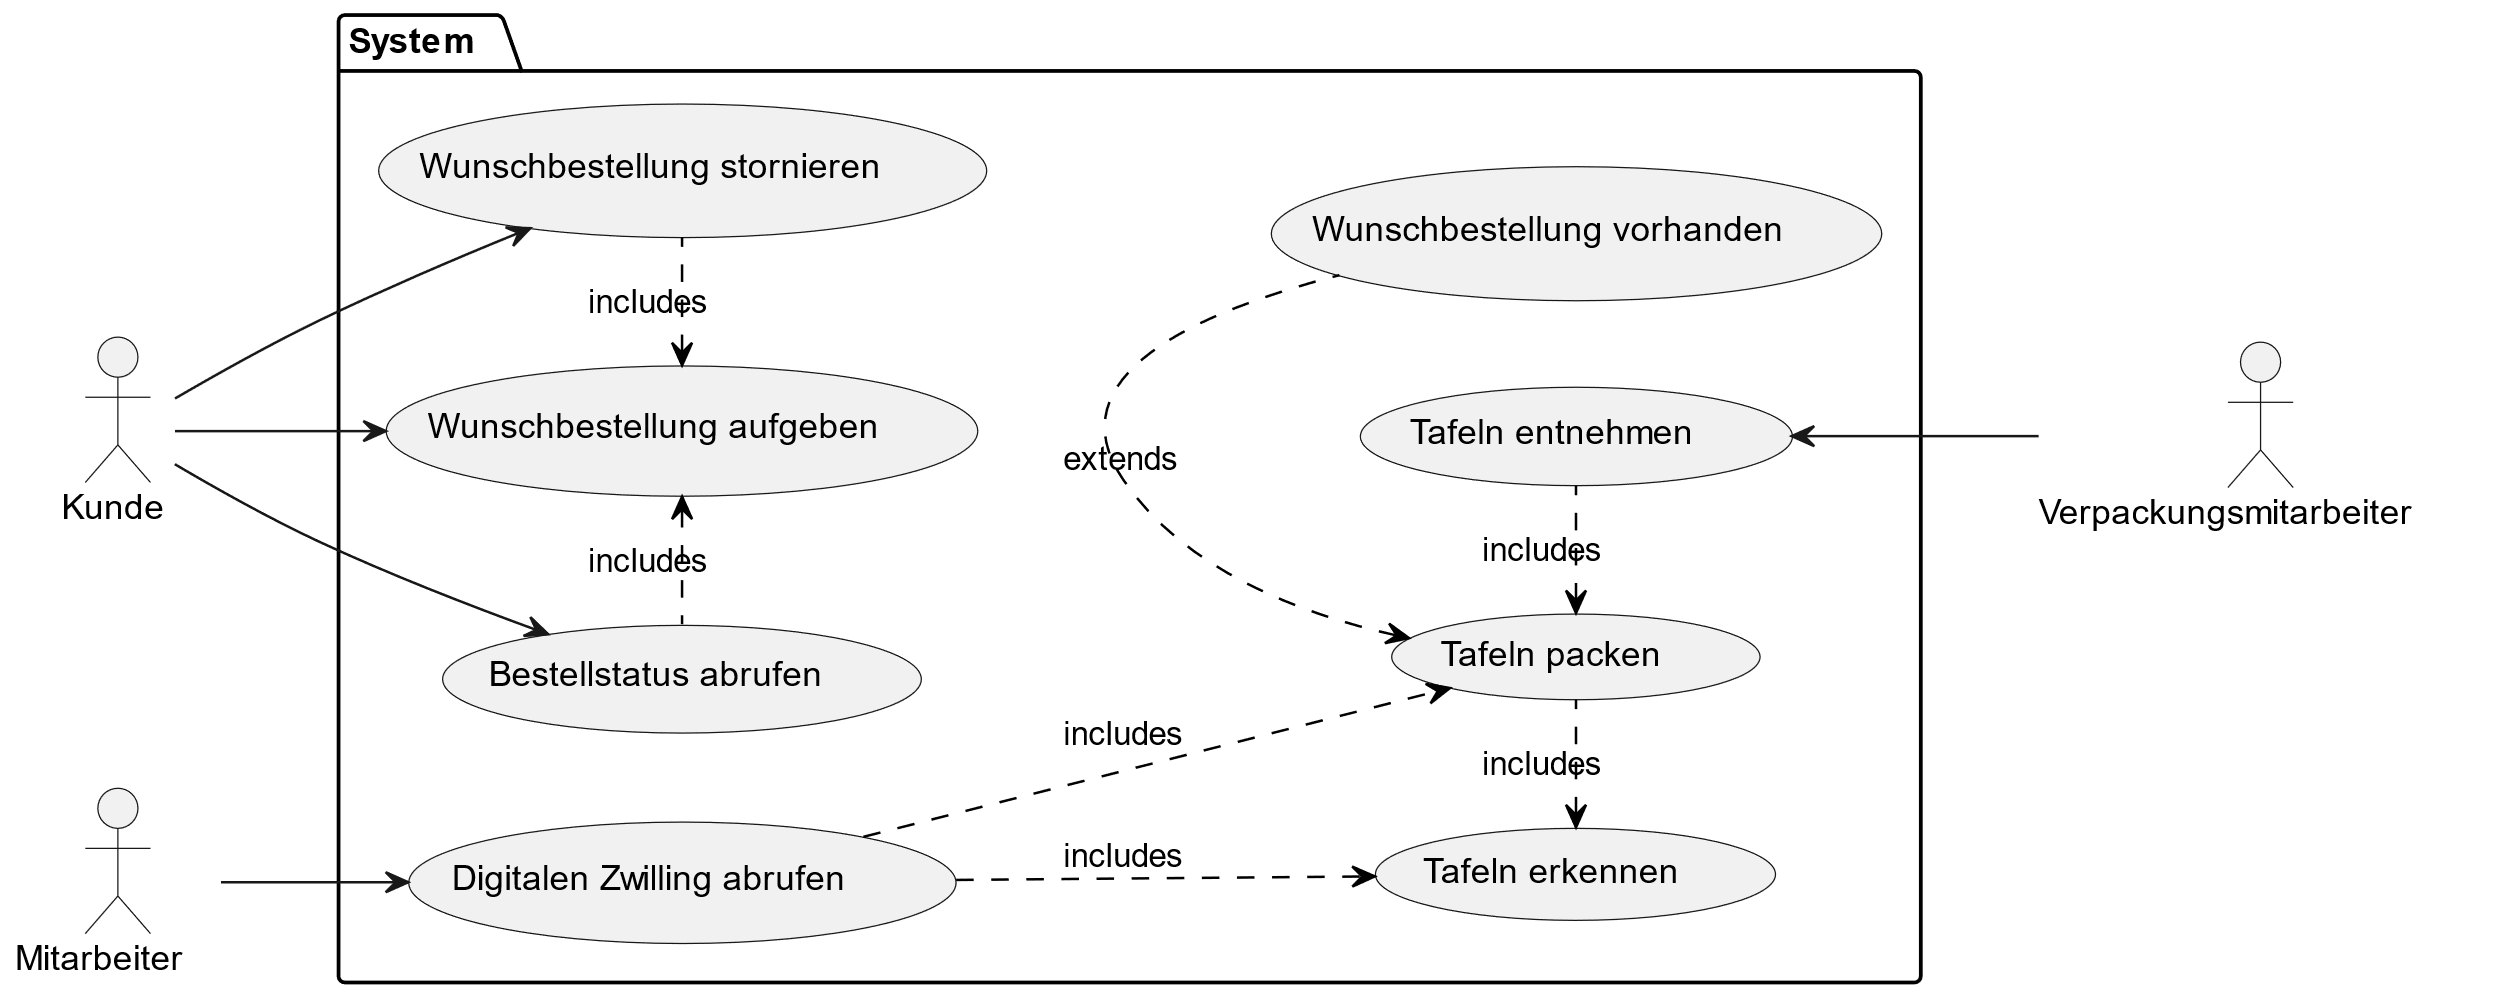 System
Wunschbestellung stornieren
Wunschbestellung vorhanden
includes
Wunschbestellung aufgeben
Tafeln entnehmen
extends
Kunde
Verpackungsmitarbeiter
includes
includes
Bestellstatus abrufen
Tafeln packen
includes
includes
includes
Digitalen Zwilling abrufen
Tafeln erkennen
Mitarbeiter